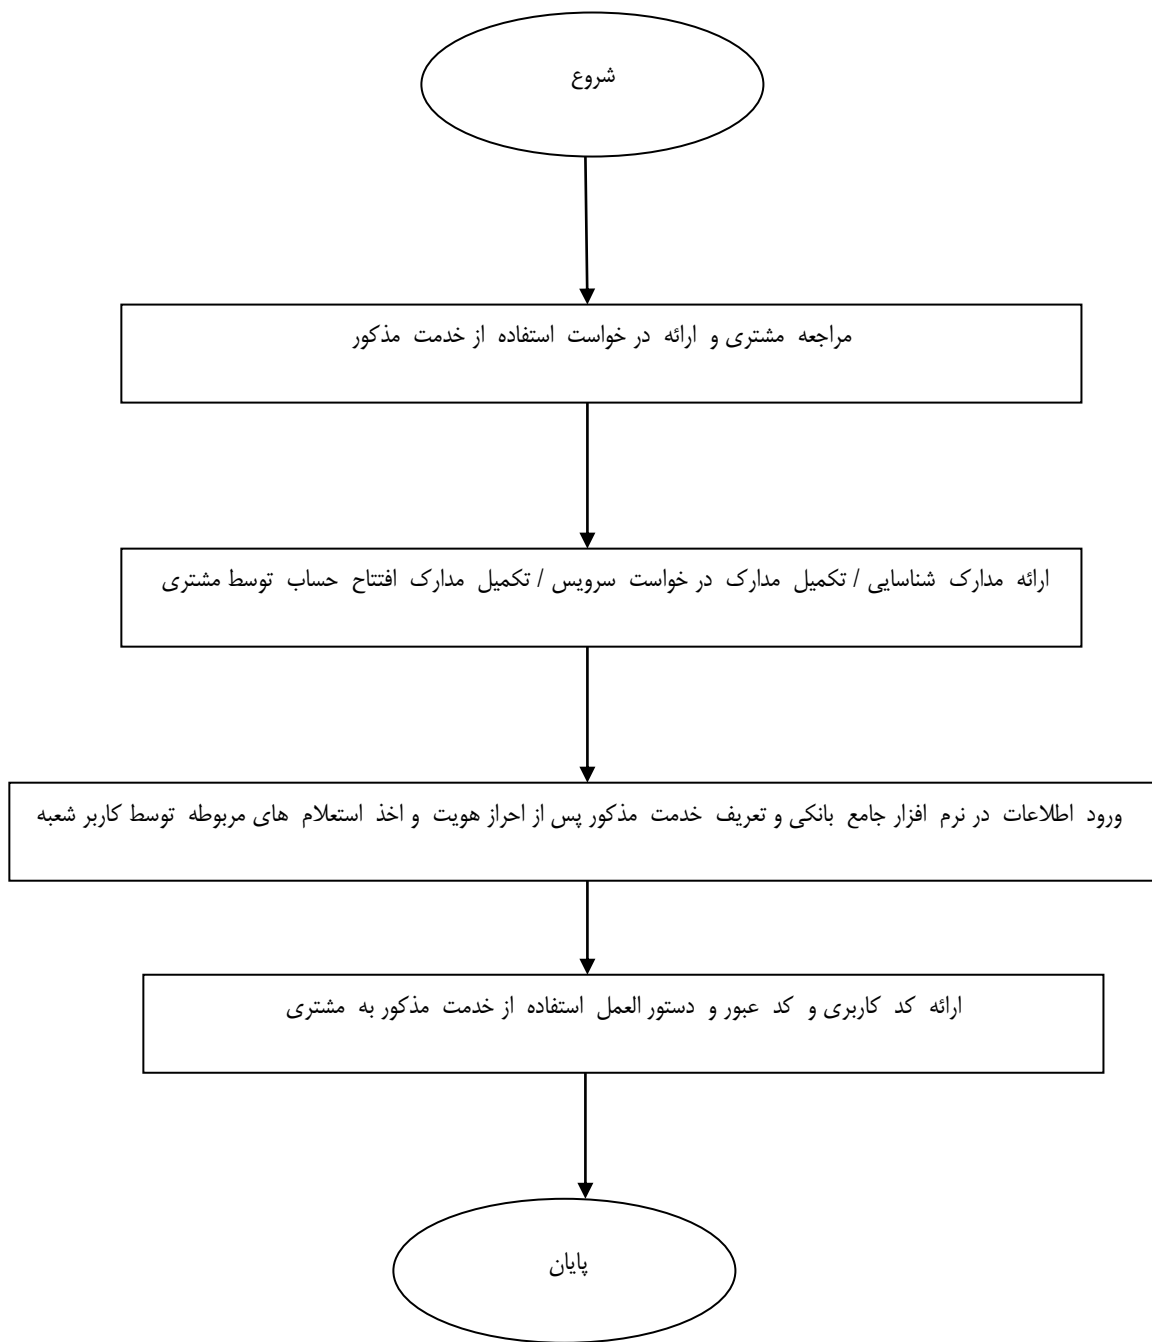 شروع
مراجعه مشتری و ارائه در خواست استفاده از خدمت مذکور
ارائه مدارک شناسایی / تکمیل مدارک در خواست سرویس / تکمیل مدارک افتتاح حساب توسط مشتری
ورود اطلاعات در نرم افزار جامع بانکی و تعریف خدمت مذکور پس از احراز هویت و اخذ استعلام های مربوطه توسط کاربر شعبه
ارائه کد کاربری و کد عبور و دستور العمل استفاده از خدمت مذکور به مشتری
پایان